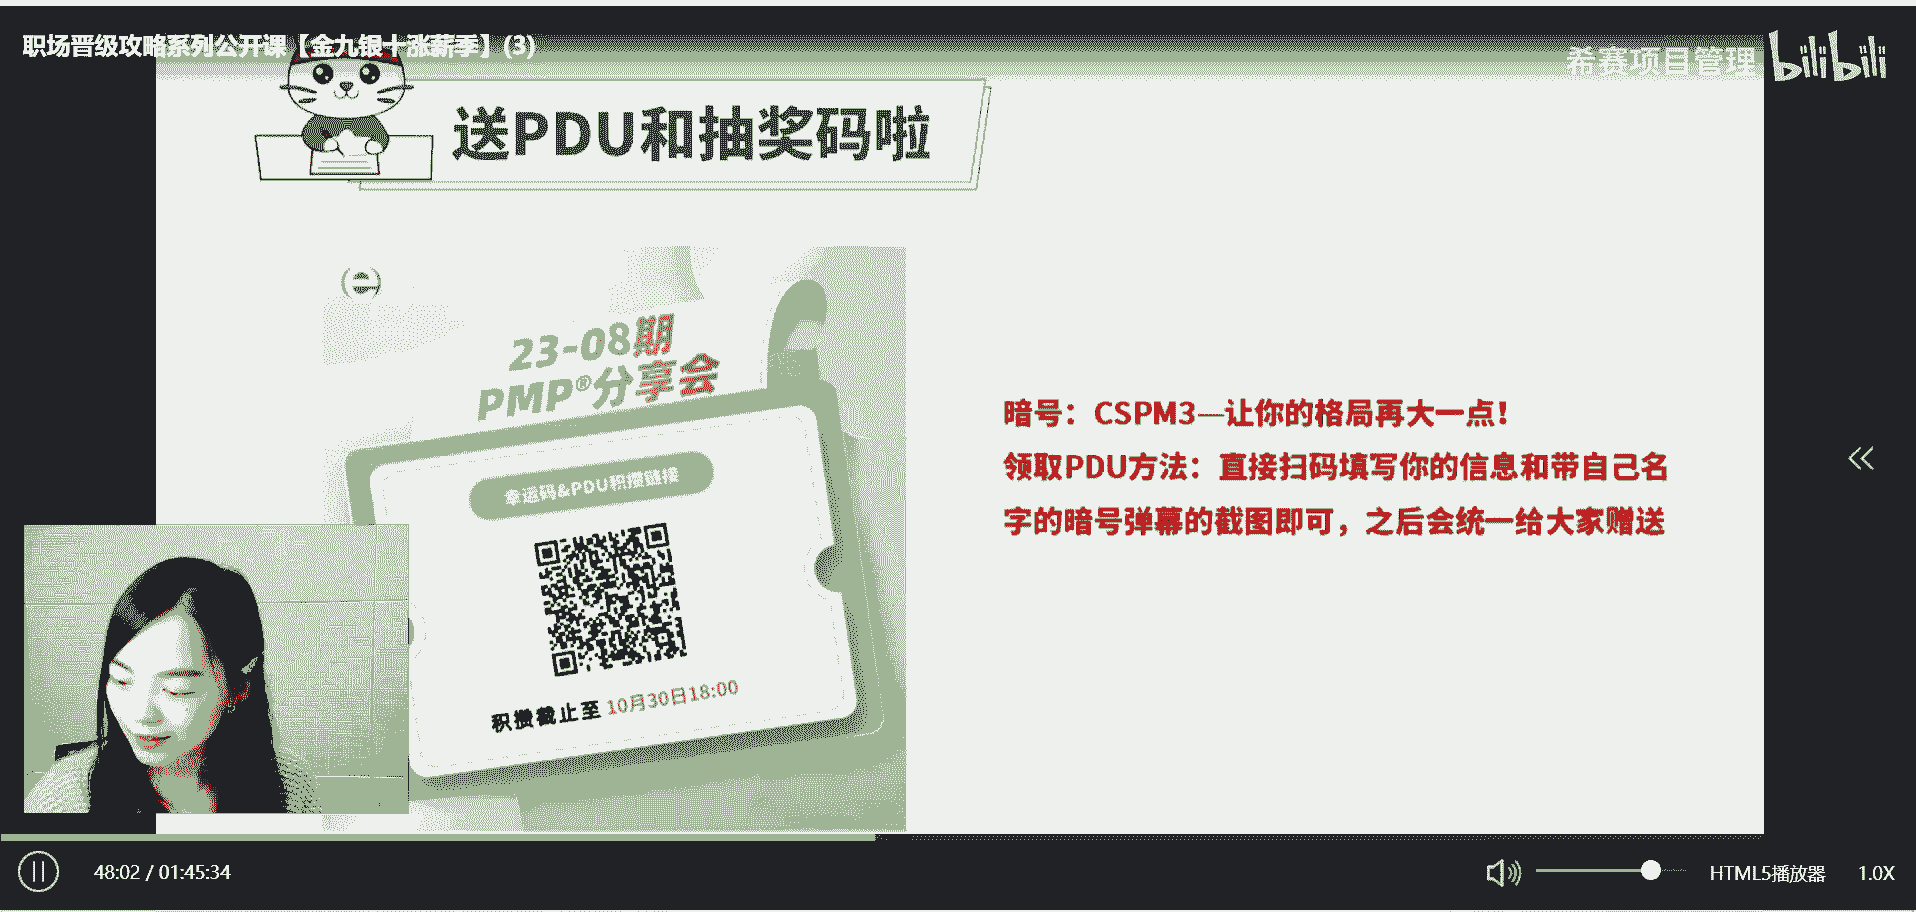 职场晋级攻略系列公开课【金九银十涨薪季】(3)
希赛项目管理 bilibili
送PDU和抽奖码啦
23-08期
PMP®分享会
幸运码&PDU积攒链接
积攒截止至 10月30日18:00
暗号：CSPM3—让你的格局再大一点！
领取PDU方法：直接扫码填写你的信息和带自己名
字的暗号弹幕的截图即可，之后会统一给大家赠送
48:02 / 01:45:34
HTML5播放器 1.0X